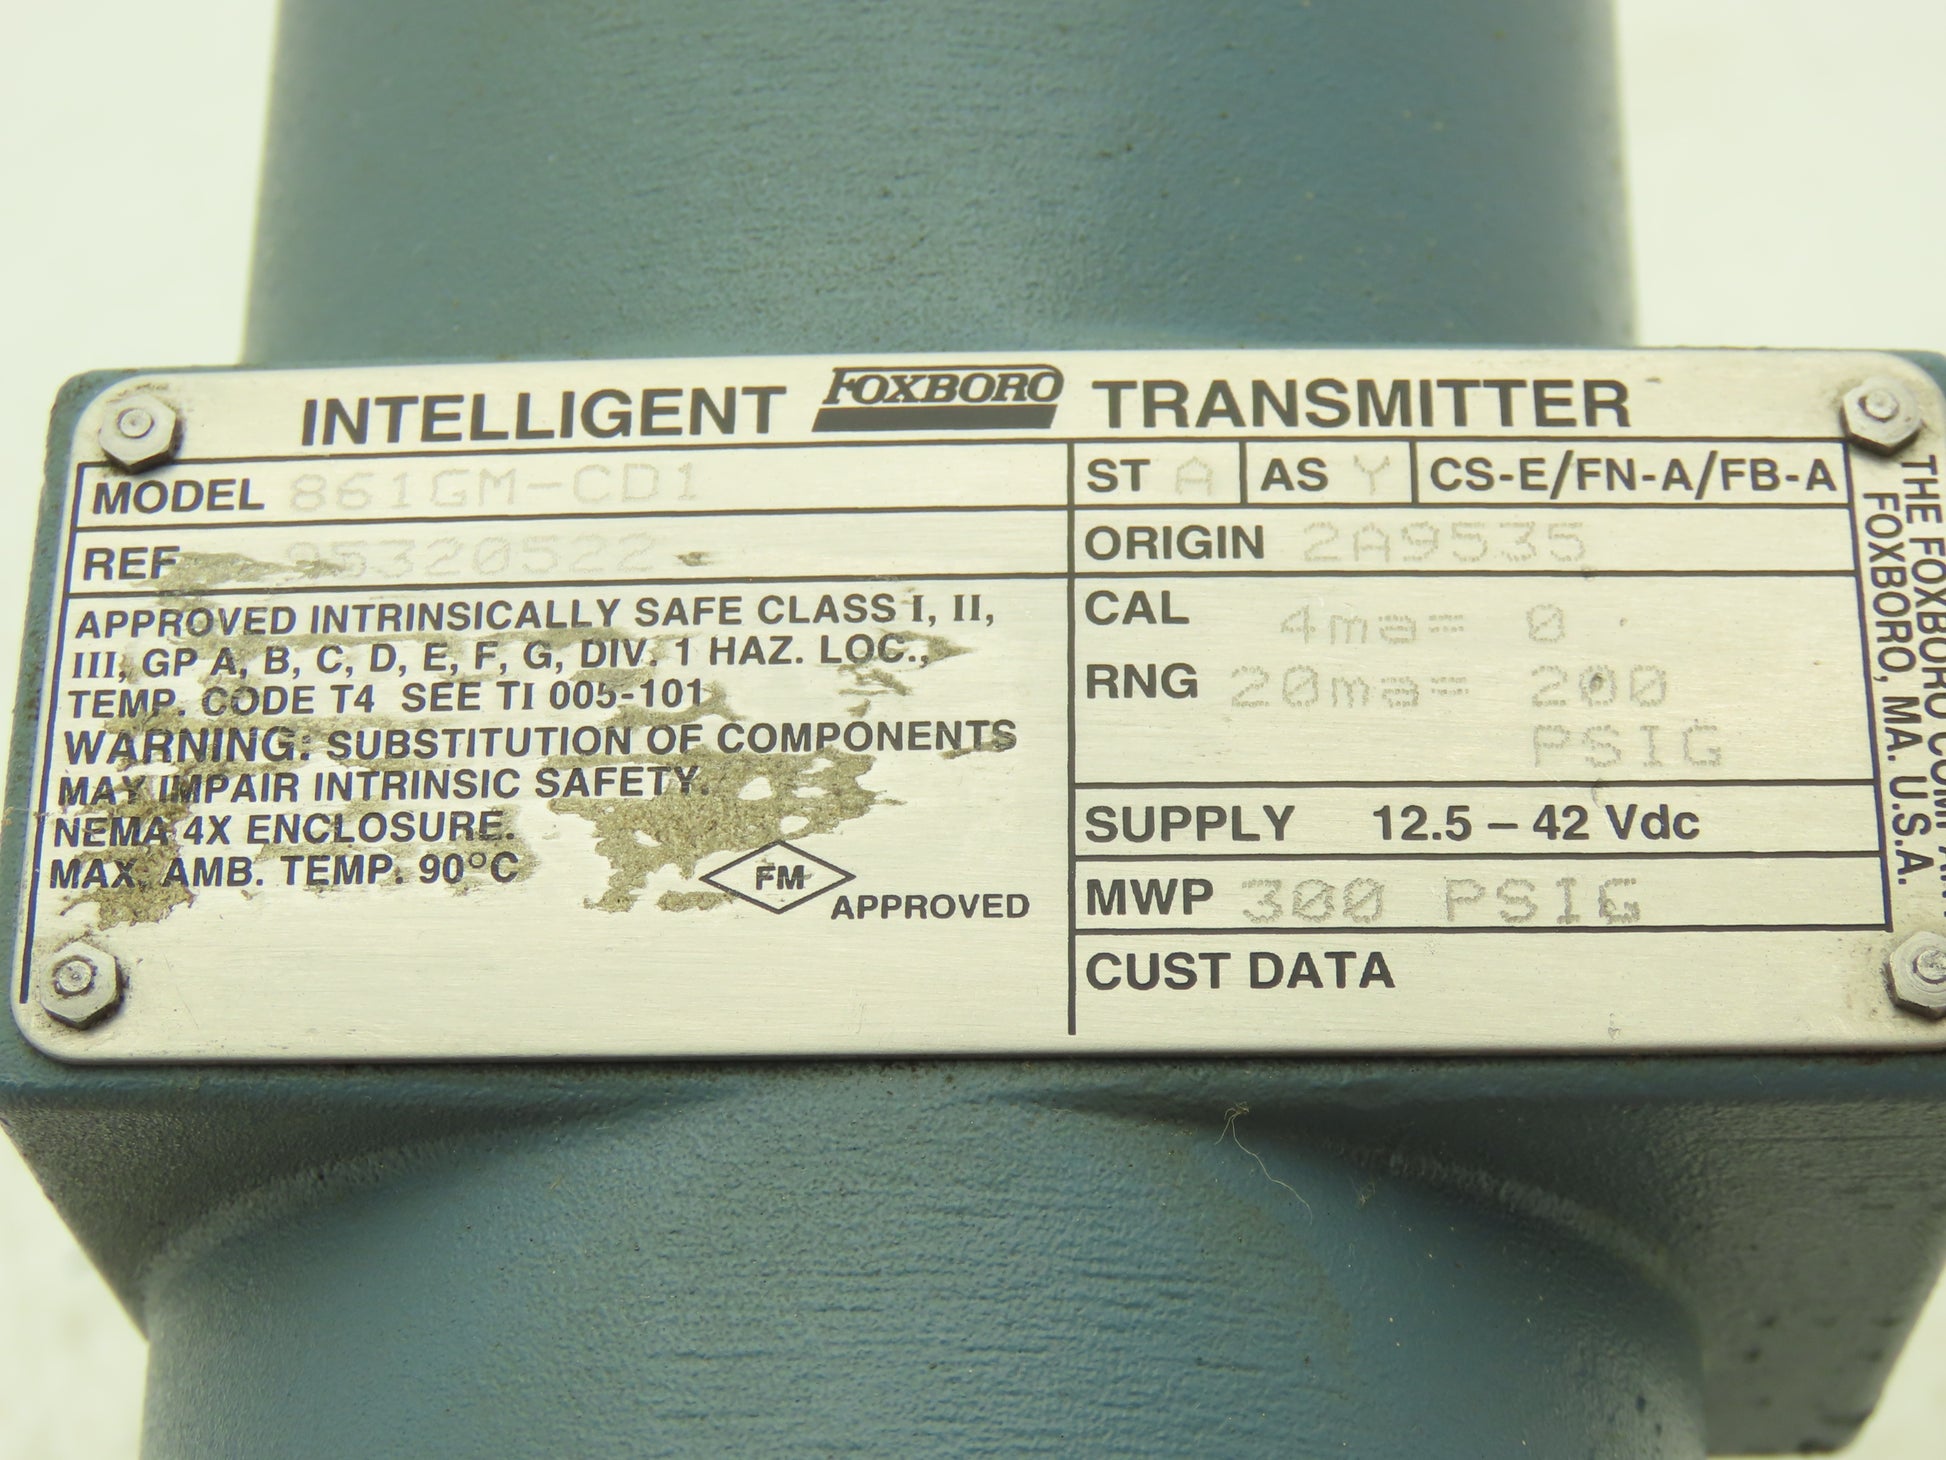 INTELLIGENT FOXBORO TRANSMITTER
MODEL 861GM-CD1
REF 95320522
APPROVED INTRINSICALLY SAFE CLASS I, II,
III, GP A, B, C, D, E, F, G, DIV. 1 HAZ. LOC.,
TEMP. CODE T4 SEE TI 005-101
WARNING: SUBSTITUTION OF COMPONENTS
MAY IMPAIR INTRINSIC SAFETY.
NEMA 4X ENCLOSURE.
MAX. AMB. TEMP. 90°C
FM APPROVED
ST A AS Y CS-E/FN-A/FB-A
ORIGIN 2A9535
CAL 4ma= 0
RNG 20ma= 200
PSIG
SUPPLY 12.5 – 42 Vdc
MWP 300 PSIG
CUST DATA
THE FOXBORO COMPANY
FOXBORO, MA. U.S.A.